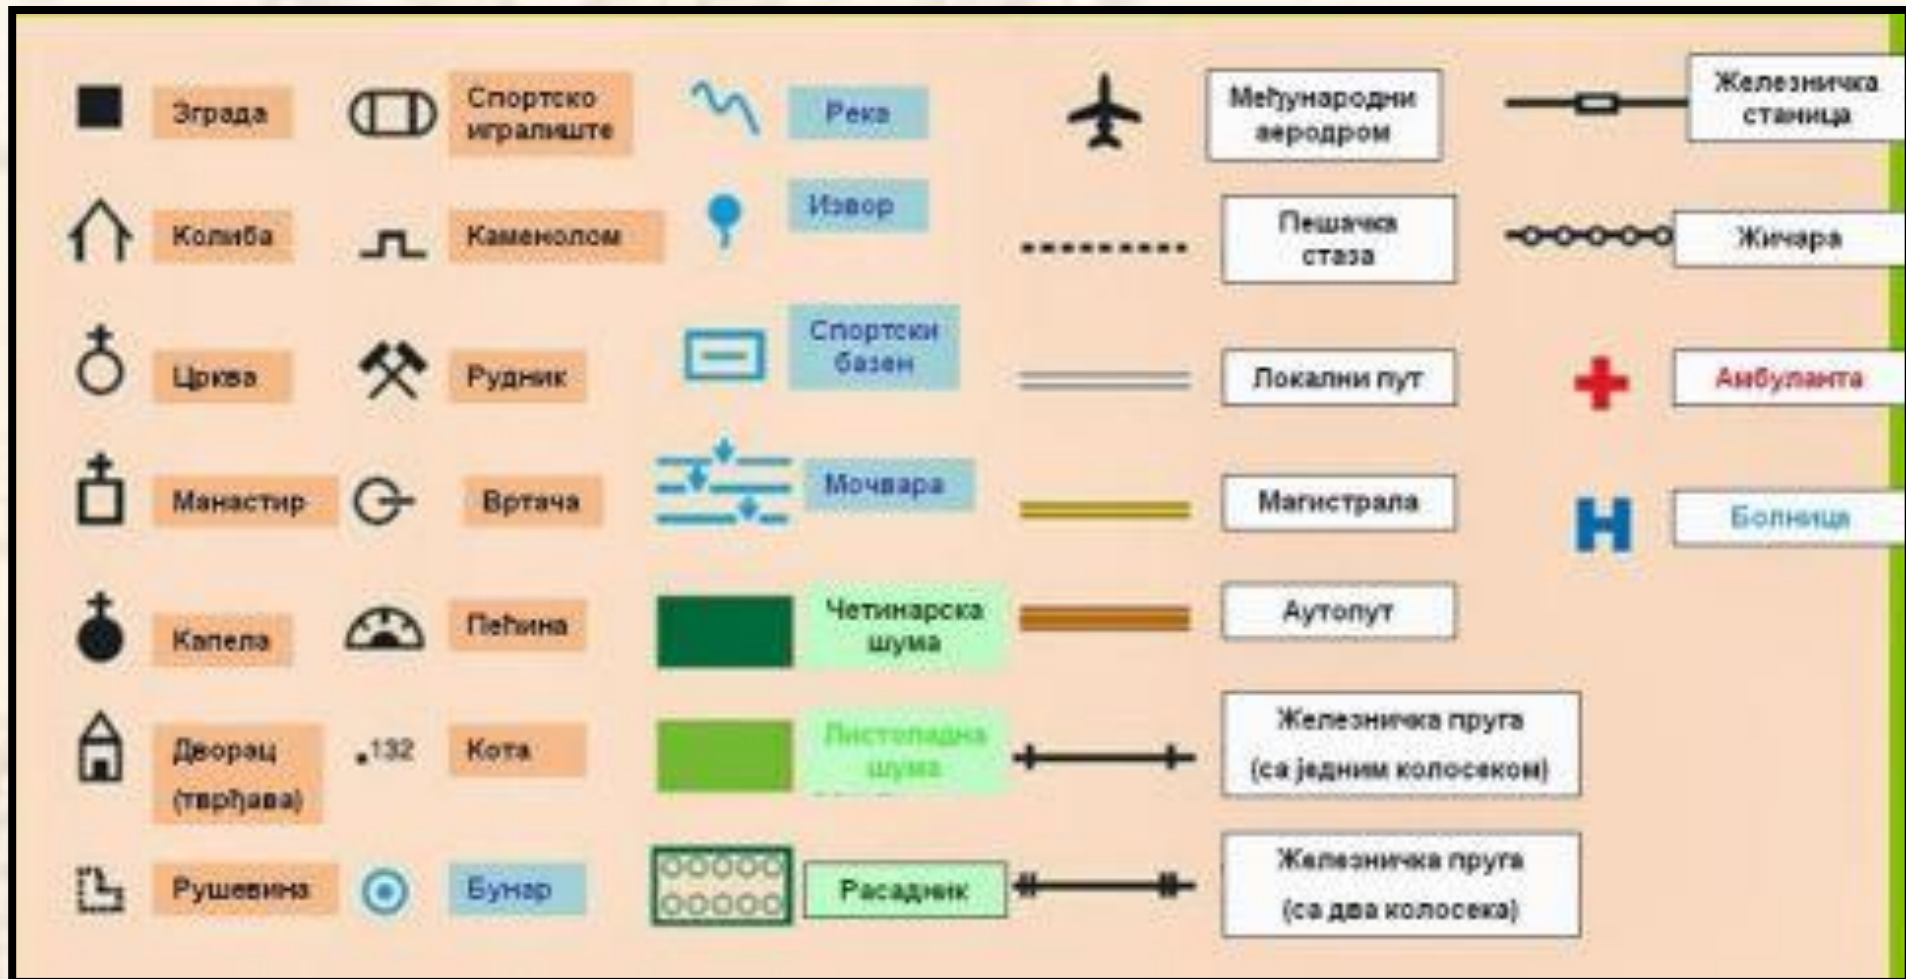 Зграда
Колиба
Црква
Манастир
Капела
Дворац
(тврђава)
Рушевина
Спортско
игралиште
Каменолом
Рудник
Вртача
Пећина
.132
Кота
Бунар
Река
Извор
Спортски
базен
Мочвара
Четинарска
шума
Листопадна
шума
Расадник
Међународни
аеродром
Пешачка
стаза
Локални пут
Магистрала
Аутопут
Железничка пруга
(са једним колосеком)
Железничка пруга
(са два колосека)
Железничка
станица
Жичара
Амбуланта
H
Болница